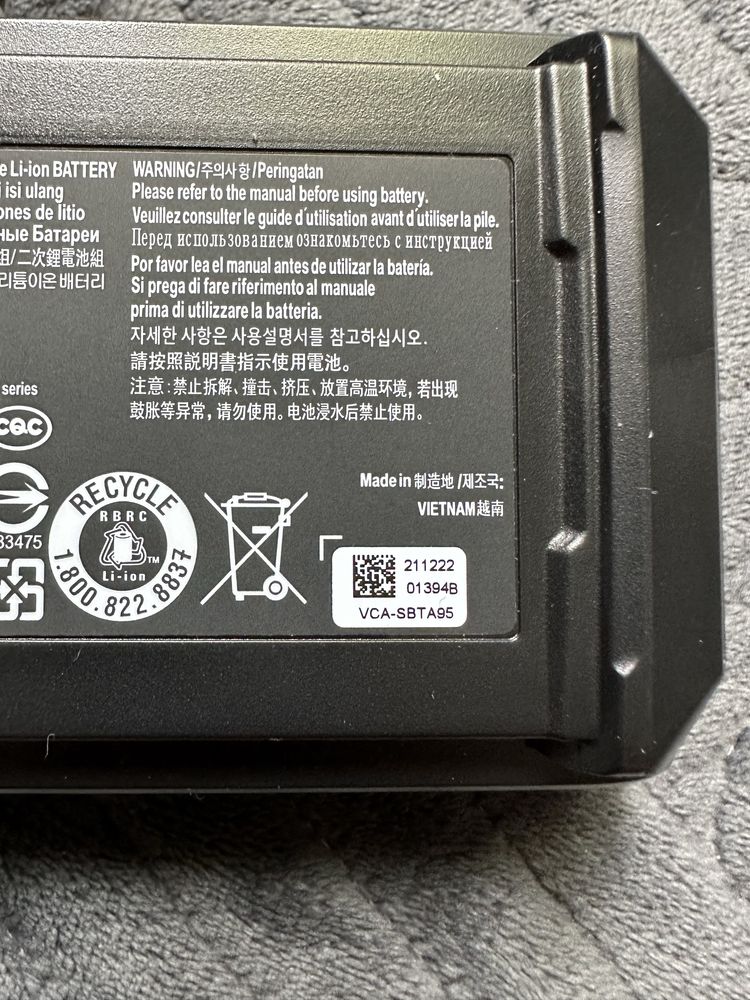 e Li-ion BATTERY
i isi ulang
ones de litio
ные Батареи
组/二次鋰電池組
리튬이온 배터리
series
WARNING/주의사항/Peringatan
Please refer to the manual before using battery.
Veuillez consulter le guide d'utilisation avant d'utiliser la pile.
Перед использованием ознакомьтесь с инструкцией
Por favor lea el manual antes de utilizar la batería.
Si prega di fare riferimento al manuale
prima di utilizzare la batteria.
자세한 사항은 사용설명서를 참고하십시오.
請按照説明書指示使用電池。
注意:禁止拆解、撞击、挤压、放置高温环境, 若出现
鼓胀等异常, 请勿使用。电池浸水后禁止使用。
CQC
33475
RECYCLE
RBRC
TM
Li-ion
1.800.822.8837
Made in 制造地 /제조국:
VIETNAM越南
211222
01394B
VCA-SBTA95